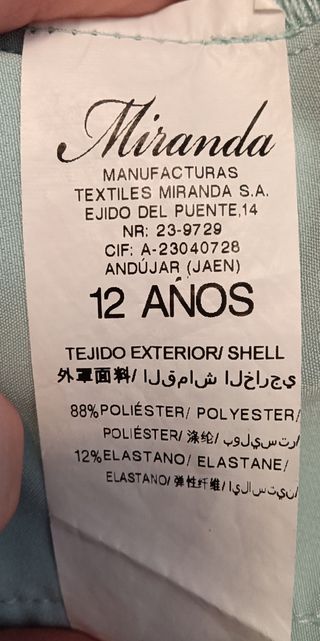 Miranda
MANUFACTURAS
TEXTILES MIRANDA S.A.
EJIDO DEL PUENTE,14
NR: 23-9729
CIF: A-23040728
ANDÚJAR (JAEN)
12 AÑOS
TEJIDO EXTERIOR/ SHELL
外罩面料/ القماش الخارجي
88%POLIÉSTER/ POLYESTER/
POLIÉSTER/ 涤纶/ بوليستر/
12%ELASTANO/ ELASTANE/
ELASTANO/ 弹性纤维/ ايلاستين/